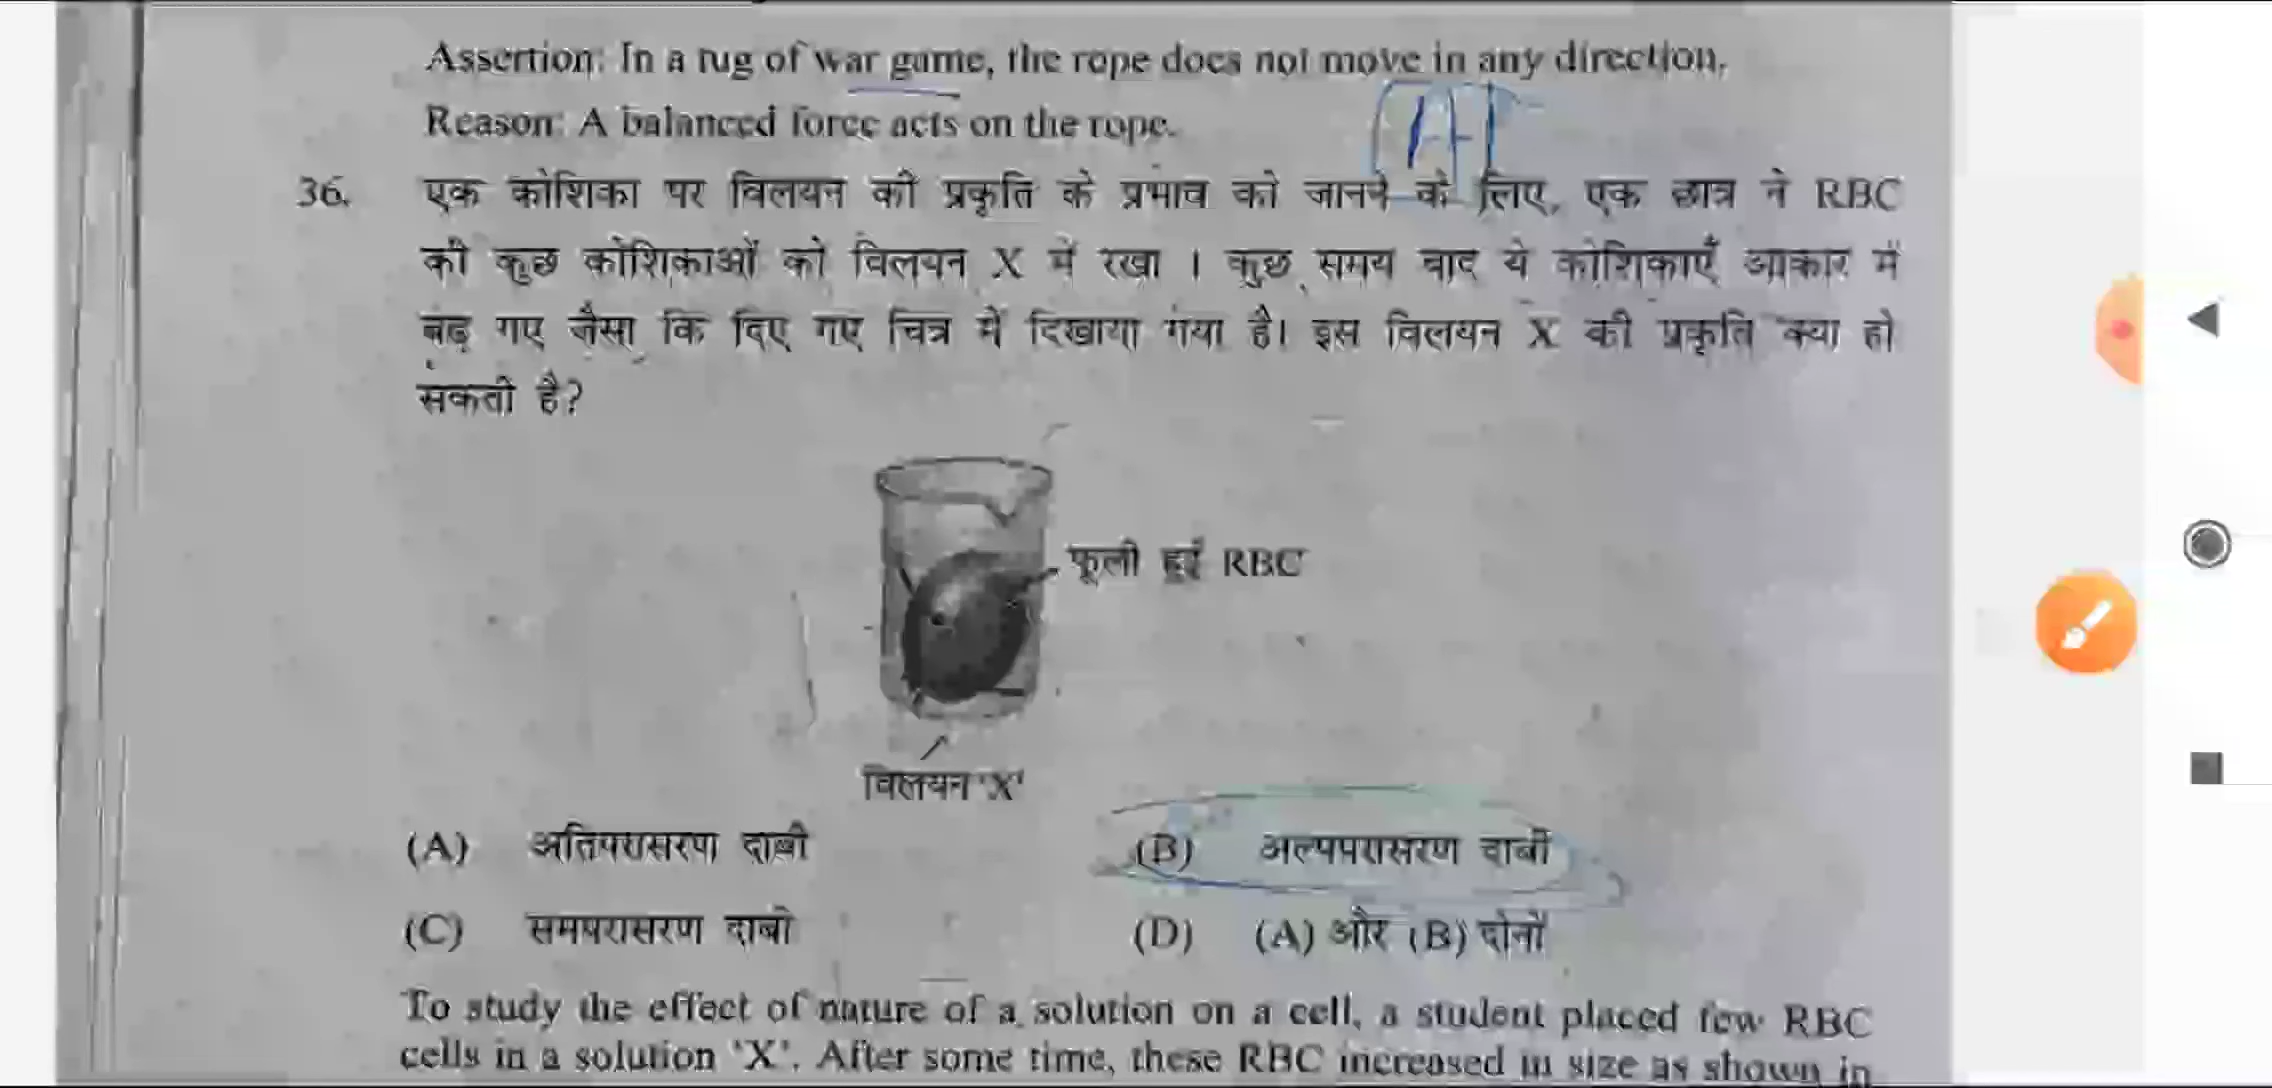 Assertion: In a tug of war game, the rope does not move in any direction.
Reason: A balanced force acts on the rope.
A
36. एक कोशिका पर विलयन की प्रकृति के प्रभाव को जानने के लिए, एक छात्र ने RBC
की कुछ कोशिकाओं को विलयन X में रखा । कुछ समय बाद ये कोशिकाएँ आकार में
बढ़ गए जैसा कि दिए गए चित्र में दिखाया गया है। इस विलयन X की प्रकृति क्या हो
सकती है?
फूली हुई RBC
विलयन 'X'
(A) अतिपरासरण दाबी (B) अल्पपरासरण दाबी
(C) समपरासरण दाबी (D) (A) और (B) दोनों
To study the effect of nature of a solution on a cell, a student placed few RBC
cells in a solution 'X'. After some time, these RBC increased in size as shown in